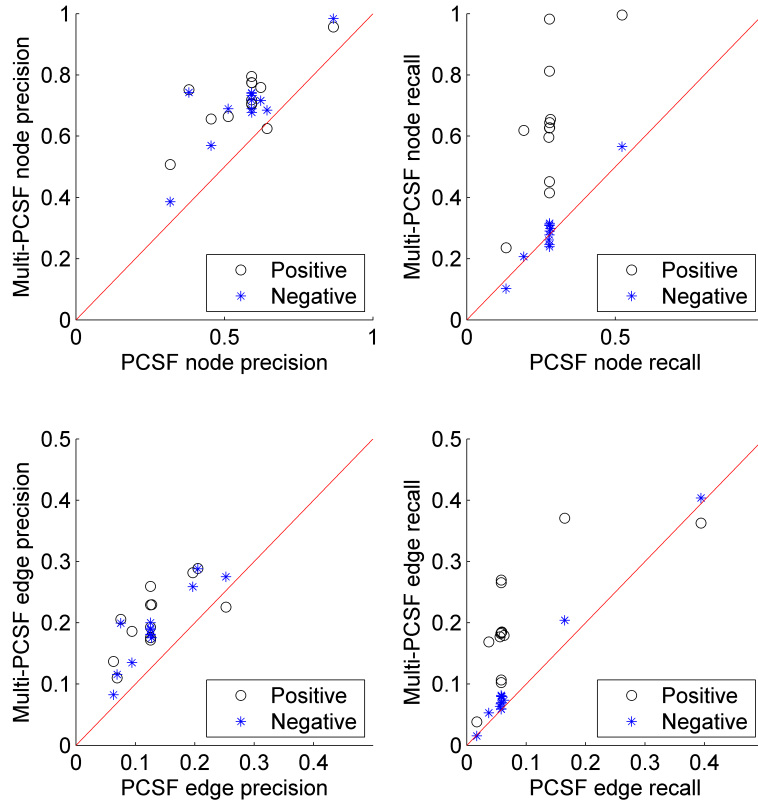 1
0.8
0.6
0.4
0.2
0
0 0.5 1
Multi-PCSF node precision
PCSF node precision
Positive
Negative
1
0.8
0.6
0.4
0.2
0
0 0.5
Multi-PCSF node recall
PCSF node recall
Positive
Negative
0.5
0.4
0.3
0.2
0.1
0
0 0.1 0.2 0.3 0.4
Multi-PCSF edge precision
PCSF edge precision
Positive
Negative
0.5
0.4
0.3
0.2
0.1
0
0 0.1 0.2 0.3 0.4
Multi-PCSF edge recall
PCSF edge recall
Positive
Negative